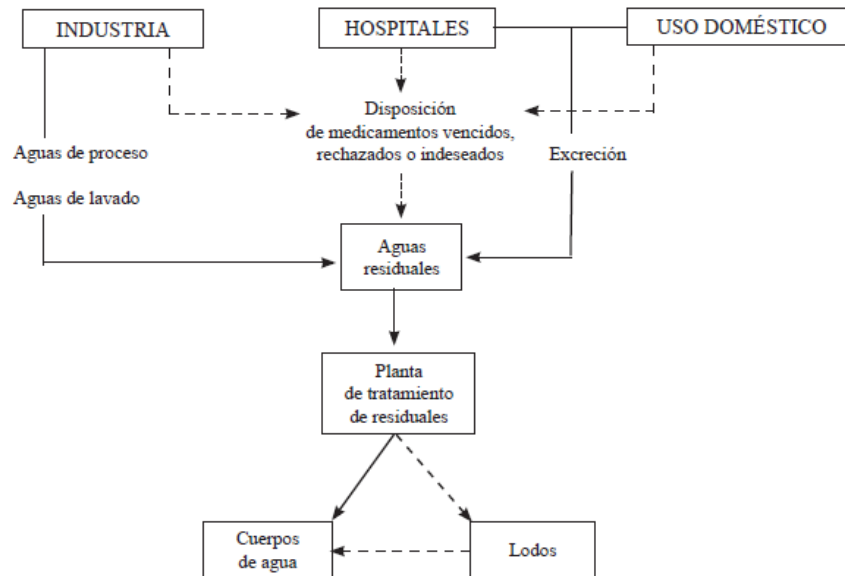 INDUSTRIA
HOSPITALES
USO DOMÉSTICO
Disposición
de medicamentos vencidos,
rechazados o indeseados
Aguas de proceso
Excreción
Aguas de lavado
Aguas
residuales
Planta
de tratamiento
de residuales
Cuerpos
de agua
Lodos